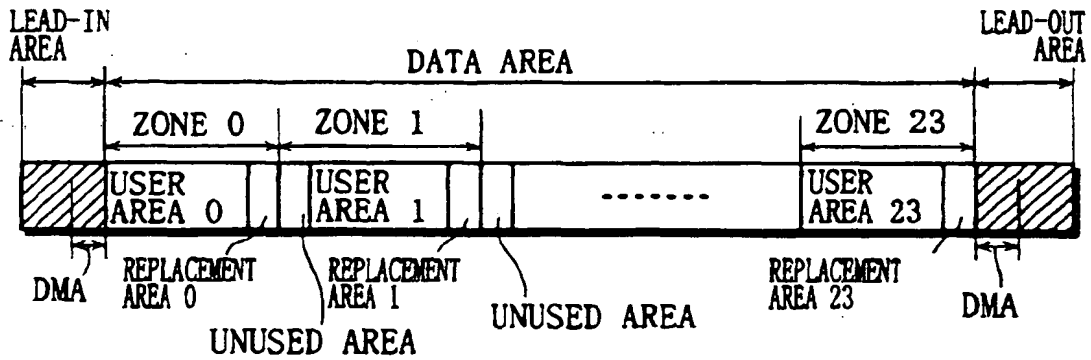 LEAD-IN
AREA
LEAD-OUT
AREA
DATA AREA
ZONE 0
ZONE 1
ZONE 23
USER
AREA 0
USER
AREA 1
USER
AREA 23
DMA
REPLACEMENT
AREA 0
UNUSED AREA
REPLACEMENT
AREA 1
UNUSED AREA
REPLACEMENT
AREA 23
DMA